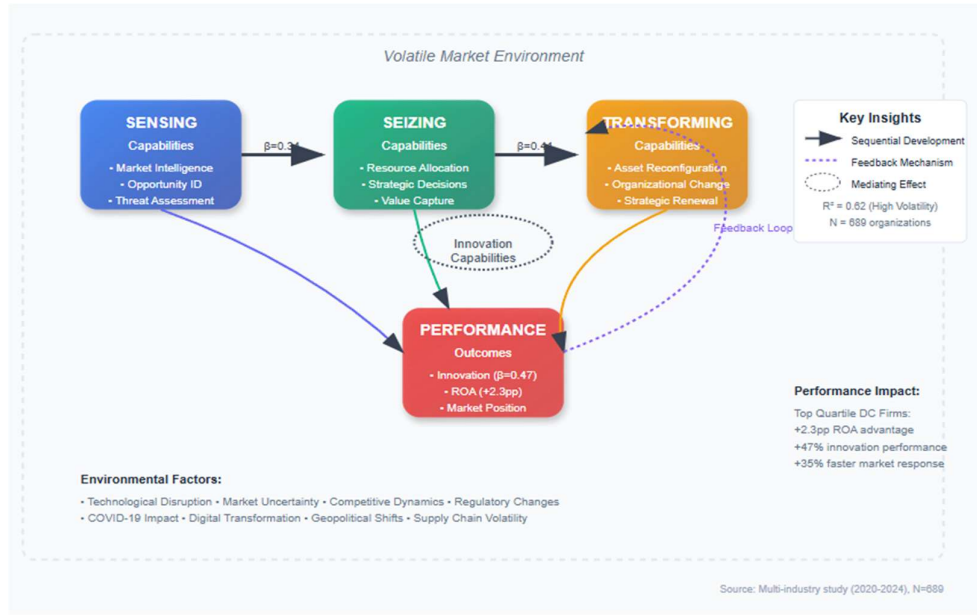 Volatile Market Environment
SENSING
Capabilities
• Market Intelligence
• Opportunity ID
• Threat Assessment
β=0.34
SEIZING
Capabilities
• Resource Allocation
• Strategic Decisions
• Value Capture
β=0.41
TRANSFORMING
Capabilities
• Asset Reconfiguration
• Organizational Change
• Strategic Renewal
Key Insights
Sequential Development
Feedback Mechanism
Mediating Effect
R² = 0.62 (High Volatility)
N = 689 organizations
Feedback Loop
Innovation
Capabilities
PERFORMANCE
Outcomes
• Innovation (β=0.47)
• ROA (+2.3pp)
• Market Position
Performance Impact:
Top Quartile DC Firms:
+2.3pp ROA advantage
+47% innovation performance
+35% faster market response
Environmental Factors:
• Technological Disruption • Market Uncertainty • Competitive Dynamics • Regulatory Changes
• COVID-19 Impact • Digital Transformation • Geopolitical Shifts • Supply Chain Volatility
Source: Multi-industry study (2020-2024), N=689